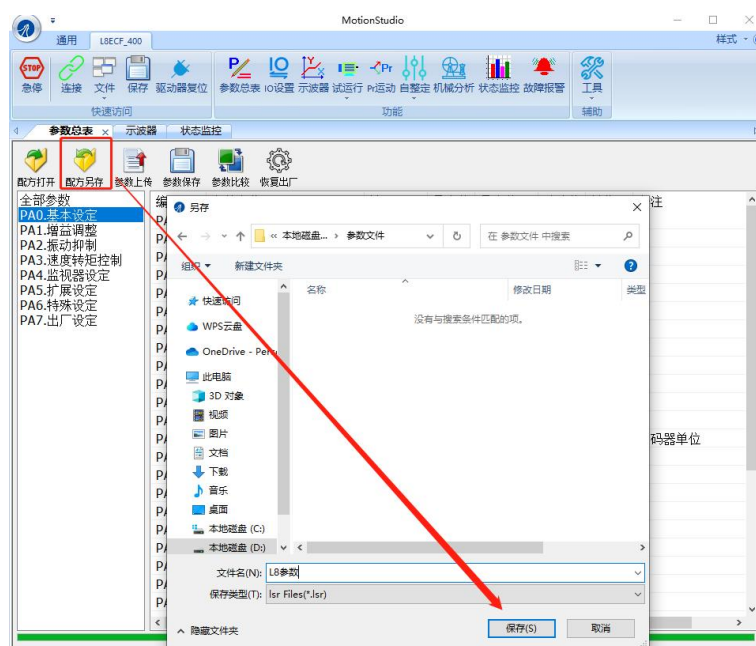 MotionStudio
通用 L8ECF_400 样式
STOP
急停 连接 文件 保存 驱动器复位 参数总表 IO设置 示波器 试运行 Pr运动 自整定 机械分析 状态监控 故障报警 工具
快速访问 功能 辅助
参数总表 × 示波器 状态监控
配方打开 配方另存 参数上传 参数保存 参数比较 恢复出厂
全部参数
PA0.基本设定
PA1.增益调整
PA2.振动抑制
PA3.速度转矩控制
PA4.监视器设定
PA5.扩展设定
PA6.特殊设定
PA7.出厂设定
注
码器单位
另存
« 本地磁盘... › 参数文件 在 参数文件 中搜索
组织 新建文件夹
名称 修改日期 类型
没有与搜索条件匹配的项。
快速访问
WPS云盘
OneDrive - Pers
此电脑
3D 对象
视频
图片
文档
下载
音乐
桌面
本地磁盘 (C:)
本地磁盘 (D:)
文件名(N): L8参数
保存类型(T): lsr Files(*.lsr)
隐藏文件夹 保存(S) 取消